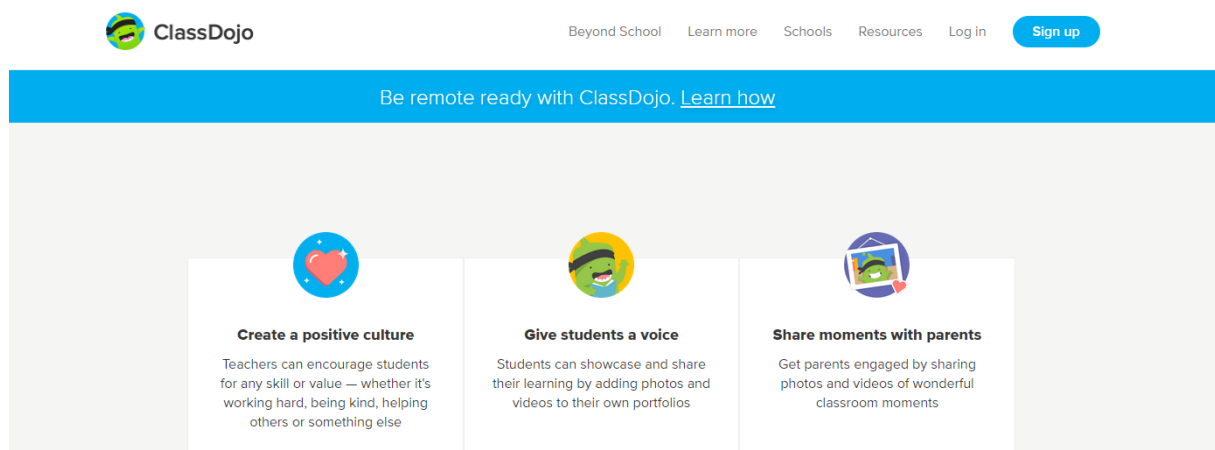 ClassDojo
Beyond School Learn more Schools Resources Log in Sign up
Be remote ready with ClassDojo. Learn how
Create a positive culture
Teachers can encourage students
for any skill or value — whether it's
working hard, being kind, helping
others or something else
Give students a voice
Students can showcase and share
their learning by adding photos and
videos to their own portfolios
Share moments with parents
Get parents engaged by sharing
photos and videos of wonderful
classroom moments